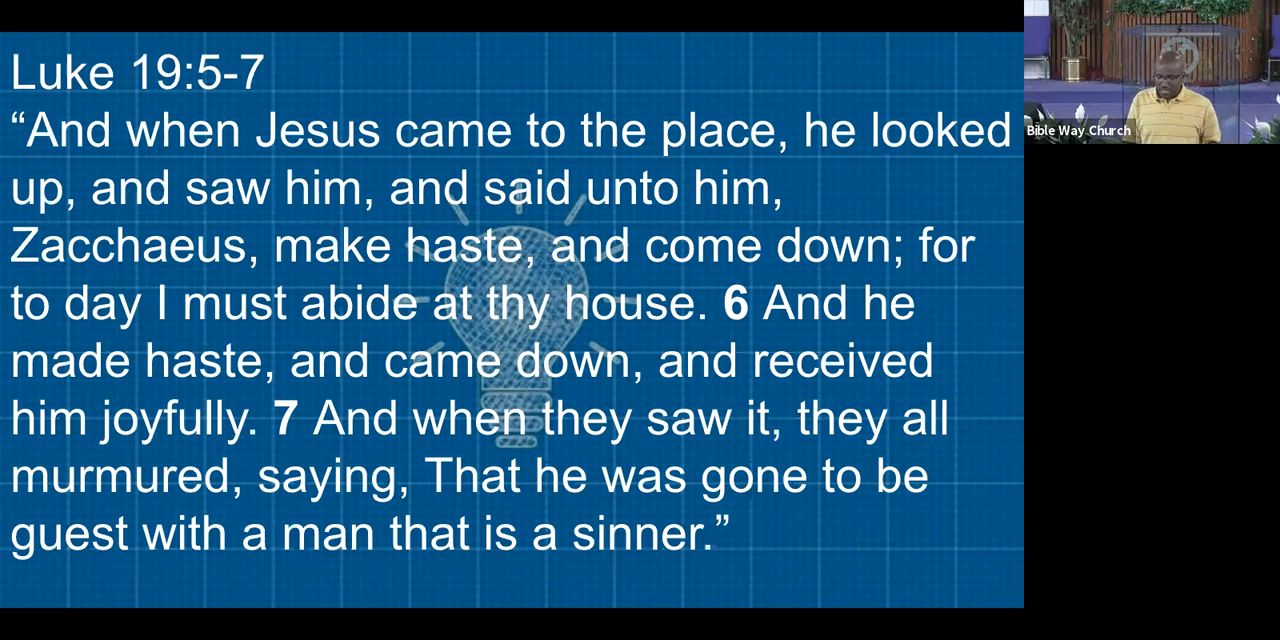 Luke 19:5-7
“And when Jesus came to the place, he looked
up, and saw him, and said unto him,
Zacchaeus, make haste, and come down; for
to day I must abide at thy house. 6 And he
made haste, and came down, and received
him joyfully. 7 And when they saw it, they all
murmured, saying, That he was gone to be
guest with a man that is a sinner.”
Bible Way Church